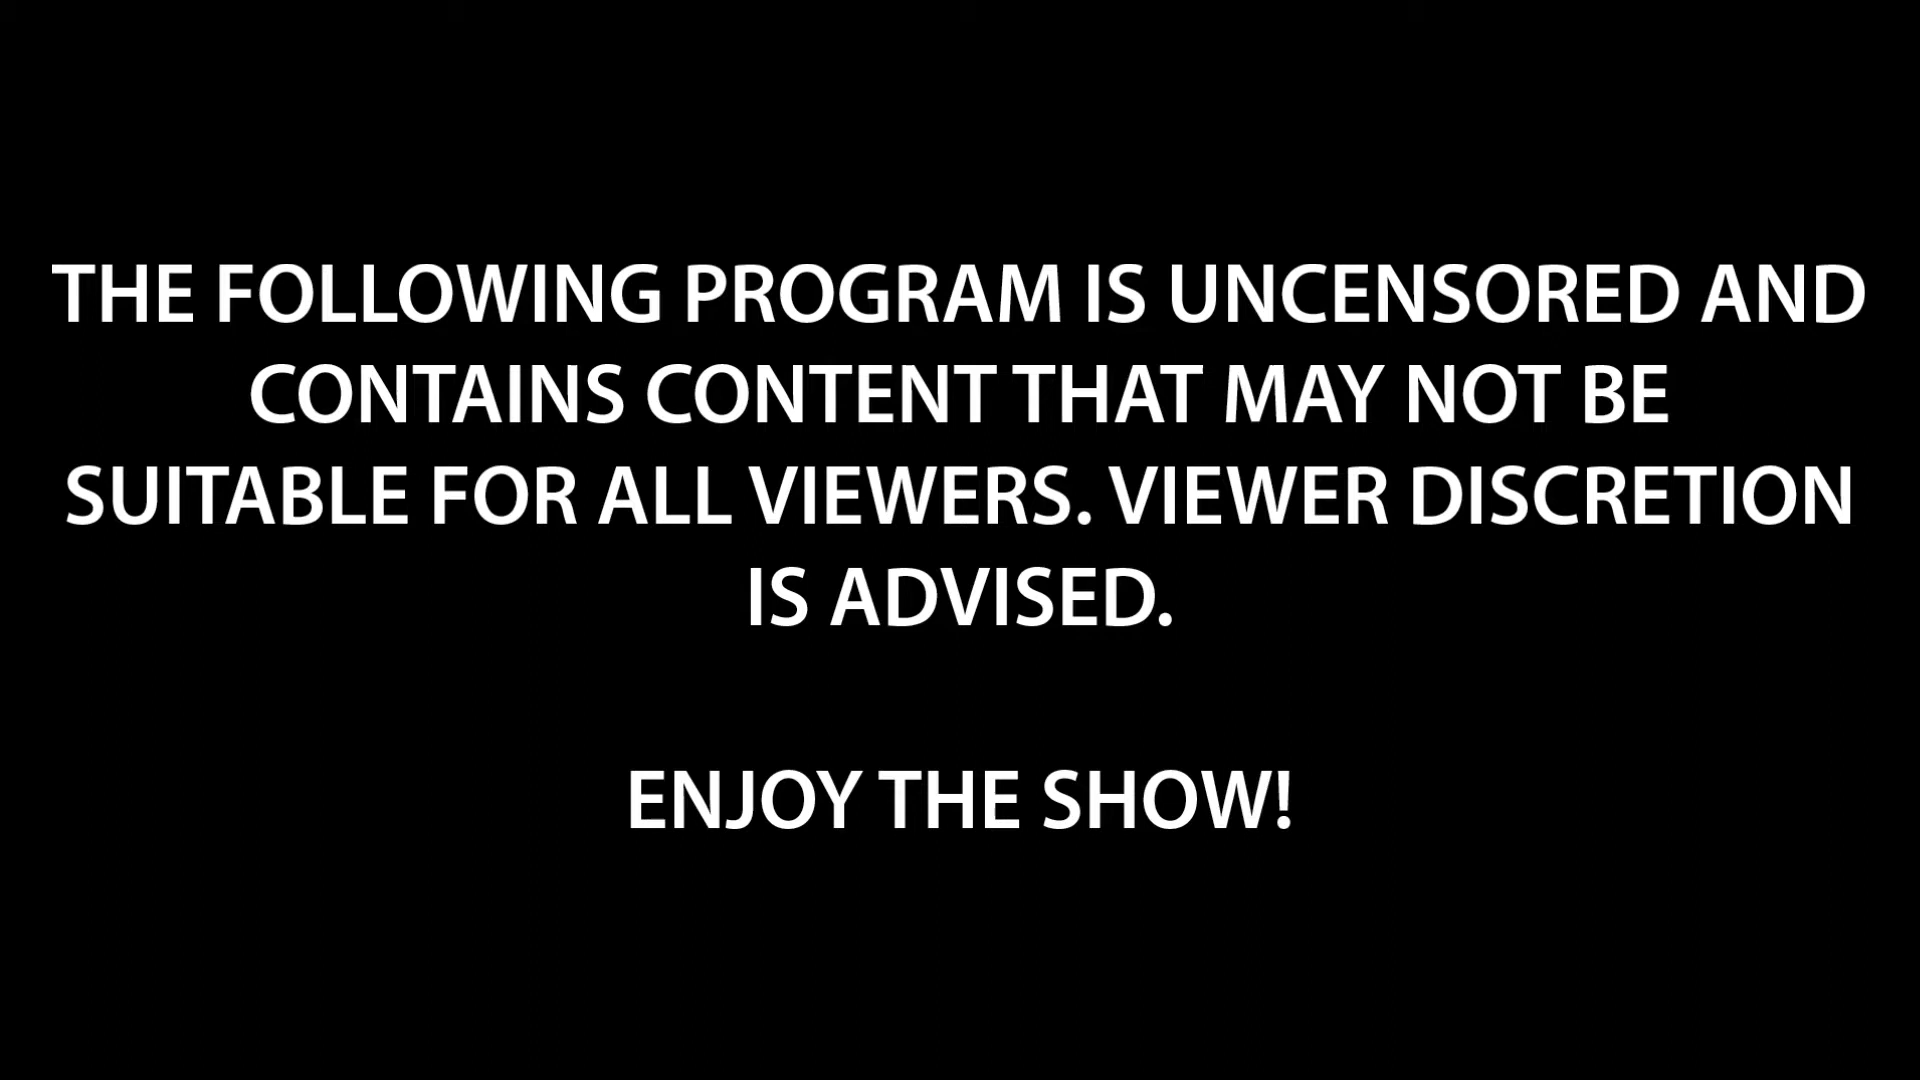 THE FOLLOWING PROGRAM IS UNCENSORED AND
CONTAINS CONTENT THAT MAY NOT BE
SUITABLE FOR ALL VIEWERS. VIEWER DISCRETION
IS ADVISED.
ENJOY THE SHOW!